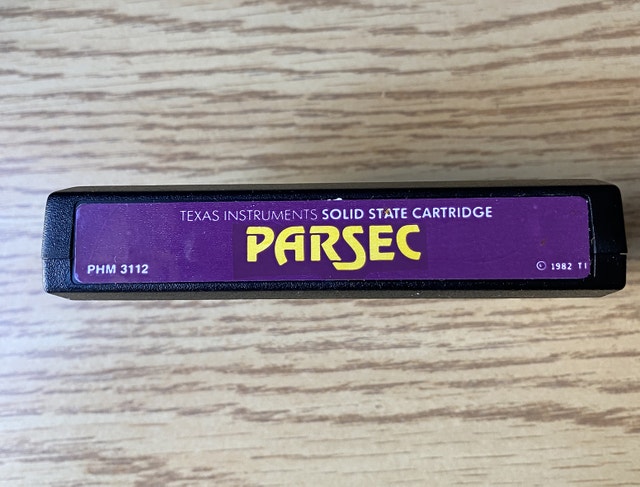 TEXAS INSTRUMENTS SOLID STATE CARTRIDGE
PARSEC
PHM 3112
© 1982 TI